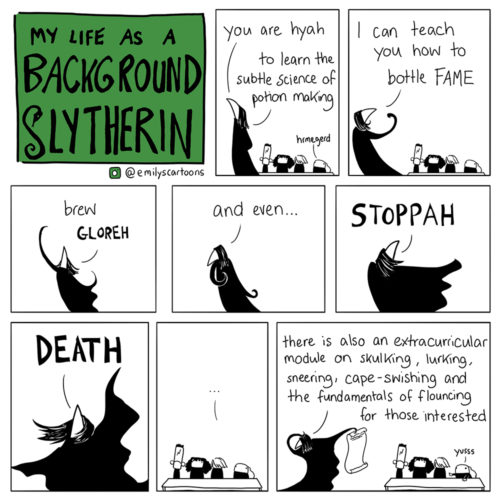 MY LIFE AS A
BACKGROUND
SLYTHERIN
@emilyscartoons
you are hyah
to learn the
subtle science of
potion making
hrmegerd
I can teach
you how to
bottle FAME
brew
GLOREH
and even...
STOPPAH
DEATH
...
there is also an extracurricular
module on skulking, lurking,
sneering, cape-swishing and
the fundamentals of flouncing
for those interested
yusss